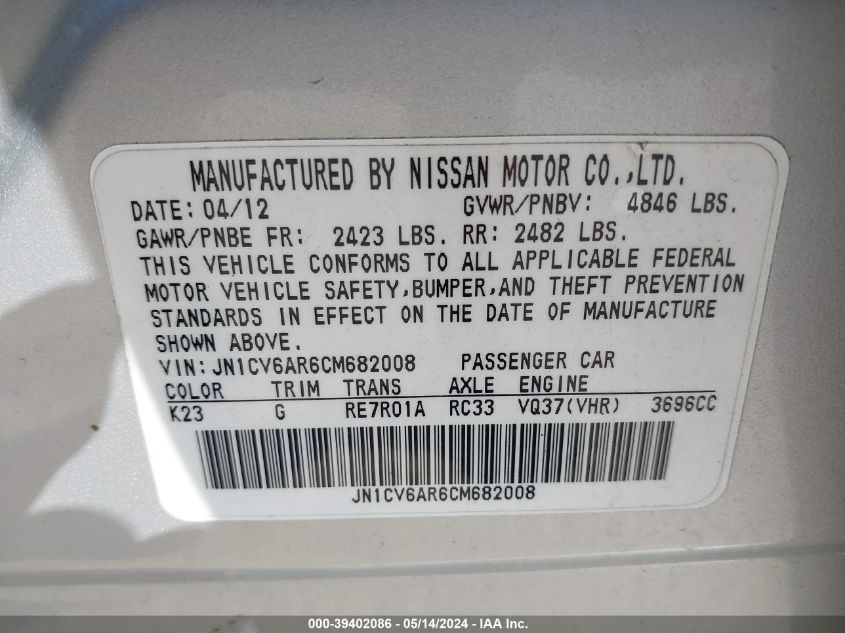 MANUFACTURED BY NISSAN MOTOR CO.,LTD.
DATE: 04/12 GVWR/PNBV: 4846 LBS.
GAWR/PNBE FR: 2423 LBS. RR: 2482 LBS.
THIS VEHICLE CONFORMS TO ALL APPLICABLE FEDERAL
MOTOR VEHICLE SAFETY,BUMPER,AND THEFT PREVENTION
STANDARDS IN EFFECT ON THE DATE OF MANUFACTURE
SHOWN ABOVE.
VIN: JN1CV6AR6CM682008 PASSENGER CAR
COLOR TRIM TRANS AXLE ENGINE
K23 G RE7R01A RC33 VQ37(VHR) 3696CC
JN1CV6AR6CM682008
000-39402086 - 05/14/2024 - IAA Inc.